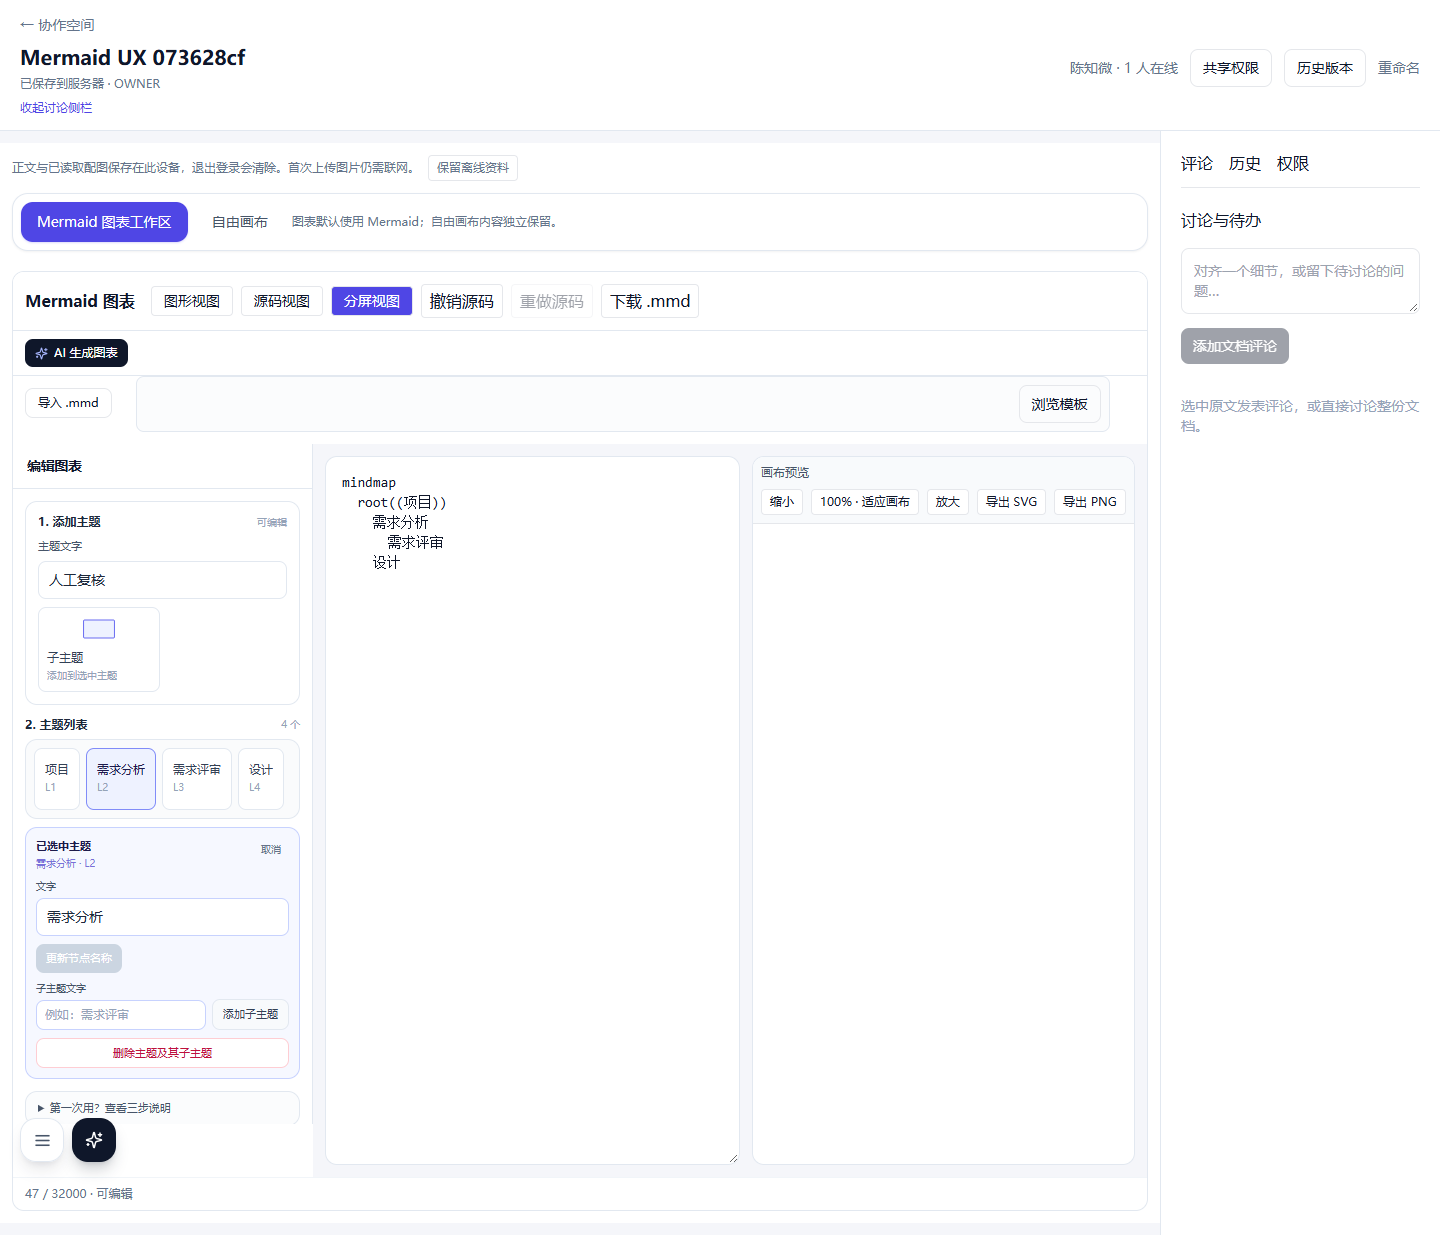 ← 协作空间
Mermaid UX 073628cf
已保存到服务器 · OWNER
收起讨论侧栏
陈知微 · 1 人在线
共享权限
历史版本
重命名
正文与已读取配图保存在此设备，退出登录会清除。首次上传图片仍需联网。
保留离线资料
Mermaid 图表工作区
自由画布
图表默认使用 Mermaid；自由画布内容独立保留。
Mermaid 图表
图形视图
源码视图
分屏视图
撤销源码
重做源码
下载 .mmd
AI 生成图表
导入 .mmd
浏览模板
编辑图表
1. 添加主题
可编辑
主题文字
人工复核
子主题
添加到选中主题
2. 主题列表
4 个
项目
L1
需求分析
L2
需求评审
L3
设计
L4
已选中主题
需求分析 · L2
取消
文字
需求分析
更新节点名称
子主题文字
例如：需求评审
添加子主题
删除主题及其子主题
▶ 第一次用？查看三步说明
47 / 32000 · 可编辑
mindmap
root((项目))
需求分析
需求评审
设计
画布预览
缩小
100% · 适应画布
放大
导出 SVG
导出 PNG
评论
历史
权限
讨论与待办
对齐一个细节，或留下待讨论的问
题...
添加文档评论
选中原文发表评论，或直接讨论整份文
档。